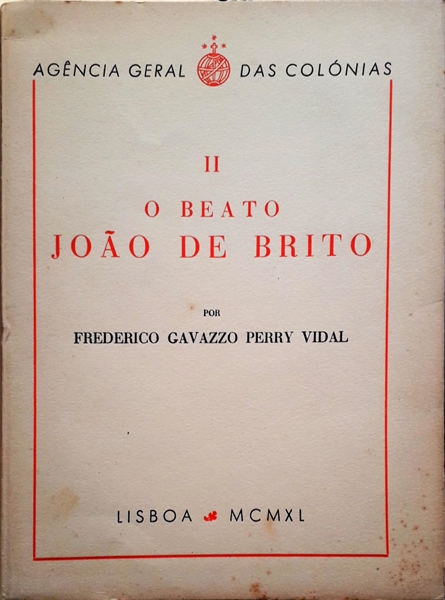 AGÊNCIA GERAL DAS COLÓNIAS
II
O BEATO
JOÃO DE BRITO
POR
FREDERICO GAVAZZO PERRY VIDAL
LISBOA MCMXL